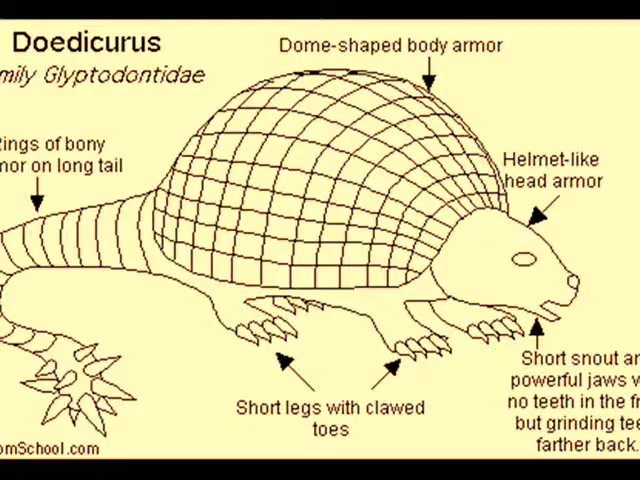 Doedicurus
mily Glyptodontidae
Dome-shaped body armor
Rings of bony
mor on long tail
Helmet-like
head armor
Short legs with clawed
toes
Short snout an
powerful jaws w
no teeth in the fr
but grinding tee
farther back.
omSchool.com